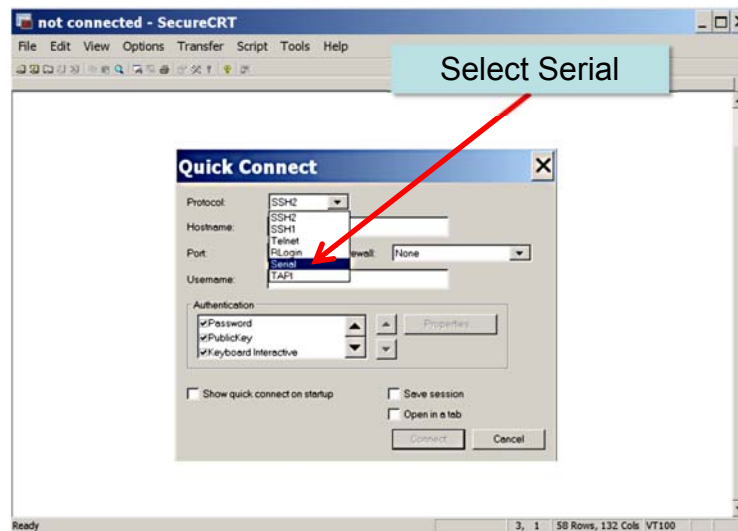 not connected - SecureCRT
File Edit View Options Transfer Script Tools Help
Select Serial
Quick Connect
Protocol: SSH2
SSH2
SSH1
Telnet
RLogin
Serial
TAPI
Hostname:
Port: ewall: None
Username:
Authentication
Password
PublicKey
Keyboard Interactive
Properties...
Show quick connect on startup
Save session
Open in a tab
Connect
Cancel
Ready 3, 1 58 Rows, 132 Cols VT100